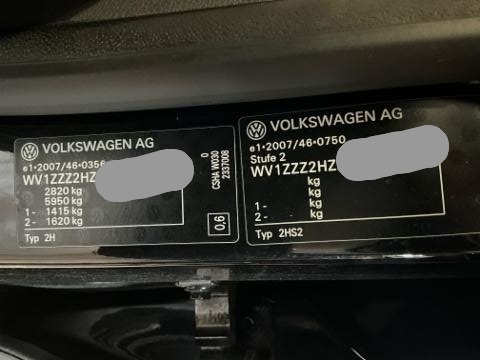 VOLKSWAGEN AG
e1*2007/46*0356
WV1ZZZ2HZ
2820 kg
5950 kg
1- 1415 kg
2- 1620 kg
Typ 2H
0
CSHA W030
2337008
0,6
VOLKSWAGEN AG
e1*2007/46*0750
Stufe 2
WV1ZZZ2HZ
kg
kg
1- kg
2- kg
Typ 2HS2